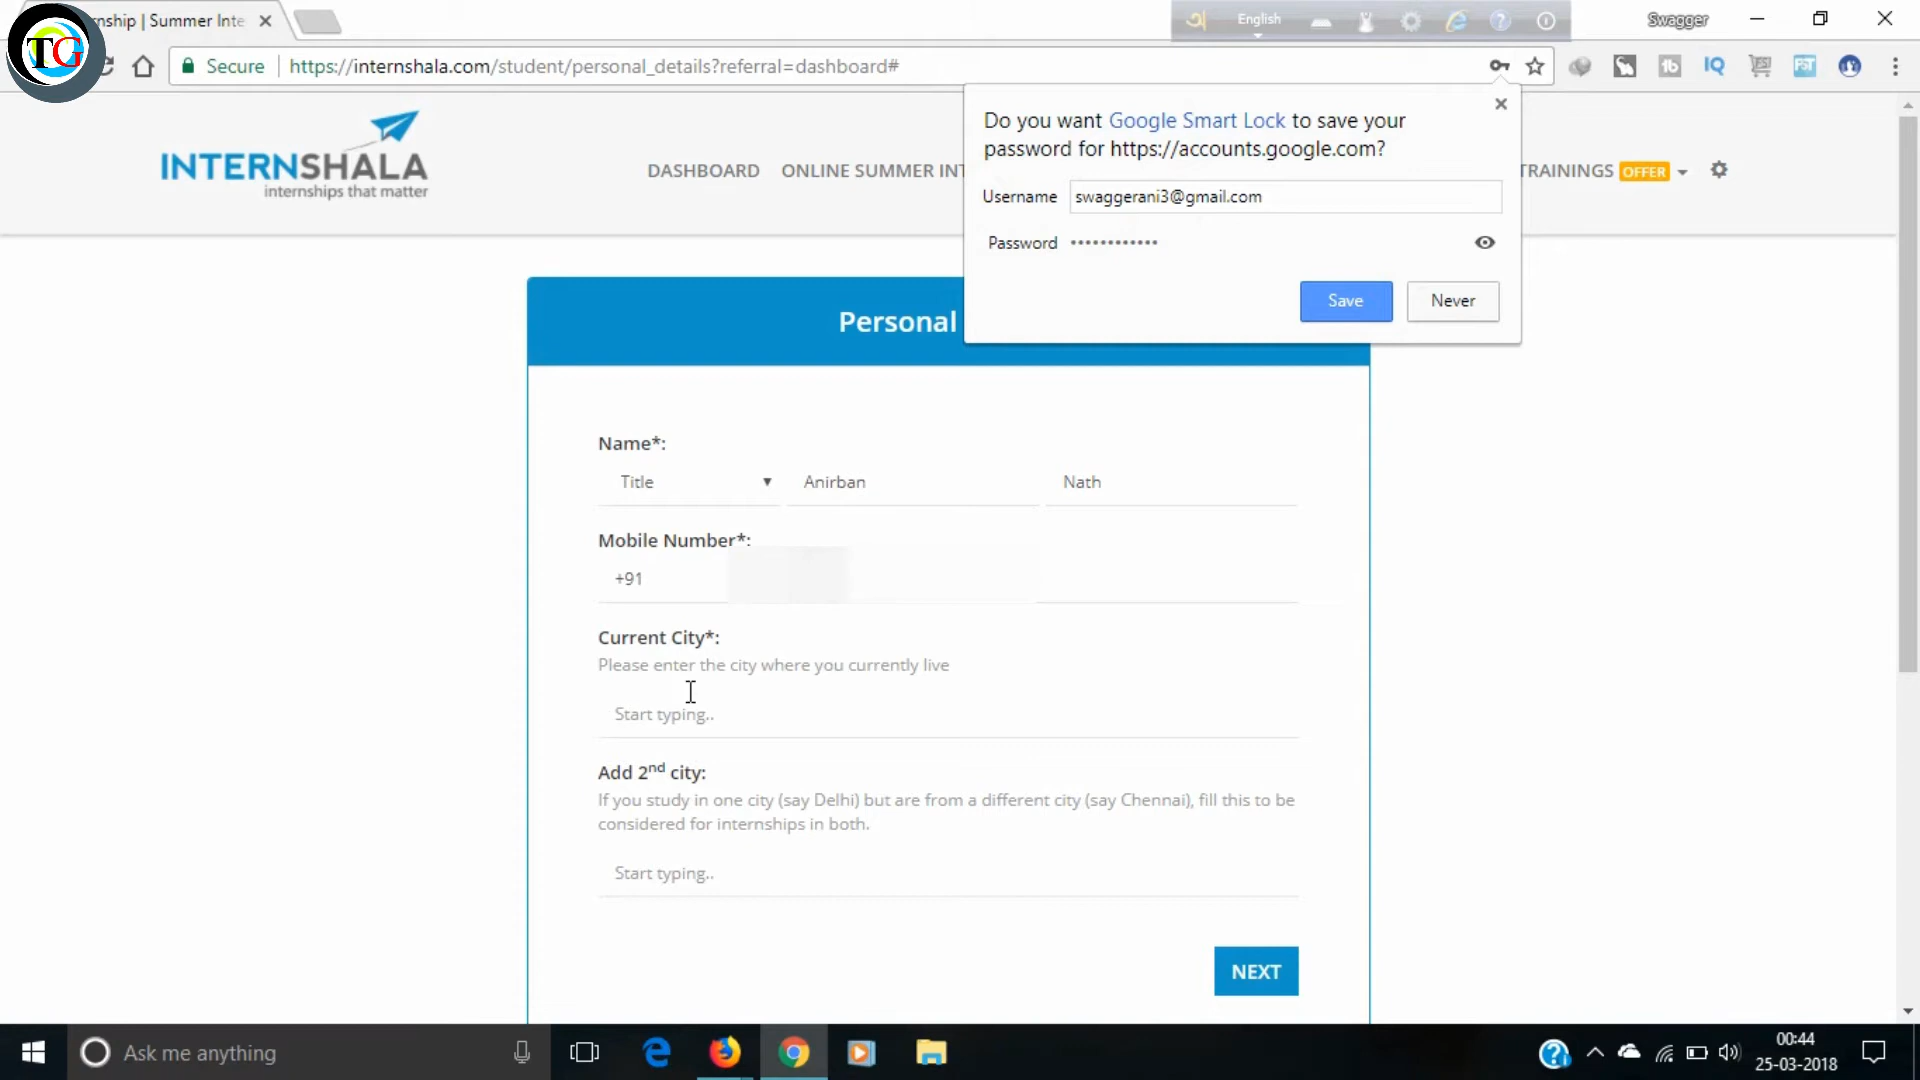 TG
nship | Summer Inte
English
Swagger
Secure
https://internshala.com/student/personal_details?referral=dashboard#
INTERNSHALA
internships that matter
DASHBOARD
ONLINE SUMMER INT
TRAININGS OFFER
Do you want Google Smart Lock to save your
password for https://accounts.google.com?
Username swaggerani3@gmail.com
Password ••••••••••••
Save
Never
Personal
Name*:
Title
Anirban
Nath
Mobile Number*:
+91
Current City*:
Please enter the city where you currently live
Start typing..
Add 2nd city:
If you study in one city (say Delhi) but are from a different city (say Chennai), fill this to be
considered for internships in both.
Start typing..
NEXT
Ask me anything
00:44
25-03-2018